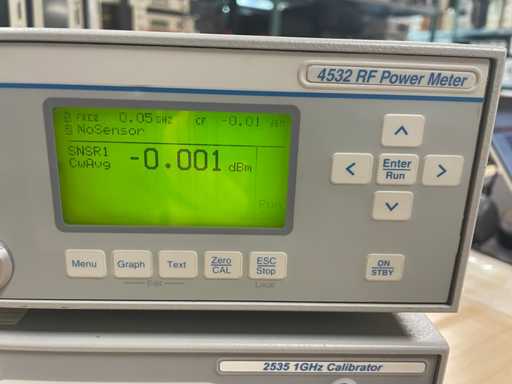 4532 RF Power Meter
FREQ 0.05 GHz CF -0.01
NoSensor
SNSR1
CwAvg -0.001 dBm
Run
Enter
Run
Menu
Graph
Text
Zero
CAL
ESC
Stop
ON
STBY
Local
2535 1GHz Calibrator